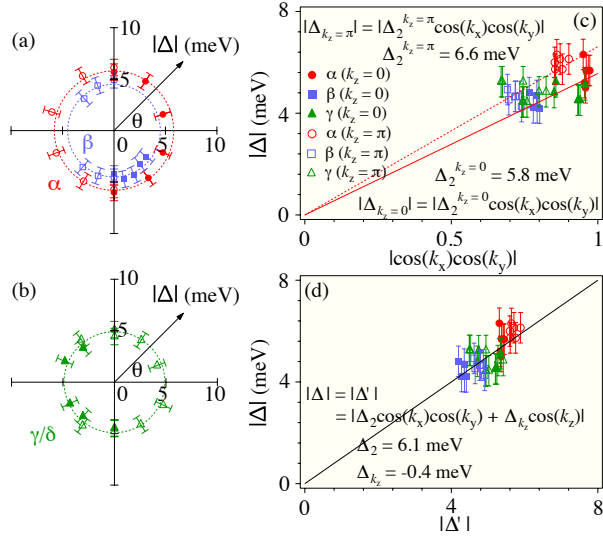 (a)
|Δ| (meV)
10
5
θ
β
α
0
10
(b)
10
|Δ| (meV)
5
θ
γ/δ
0
10
(c)
8
|Δ_{k_z=π}| = |Δ_2^{k_z=π}cos(k_x)cos(k_y)|
Δ_2^{k_z=π} = 6.6 meV
α (k_z = 0)
β (k_z = 0)
γ (k_z = 0)
α (k_z = π)
β (k_z = π)
γ (k_z = π)
Δ_2^{k_z=0} = 5.8 meV
|Δ_{k_z=0}| = |Δ_2^{k_z=0}cos(k_x)cos(k_y)|
|Δ| (meV)
4
0
0
0.5
1
|cos(k_x)cos(k_y)|
(d)
8
|Δ| (meV)
4
|Δ| = |Δ'|
= |Δ_2cos(k_x)cos(k_y) + Δ_{k_z}cos(k_z)|
Δ_2 = 6.1 meV
Δ_{k_z} = -0.4 meV
0
0
4
8
|Δ'|